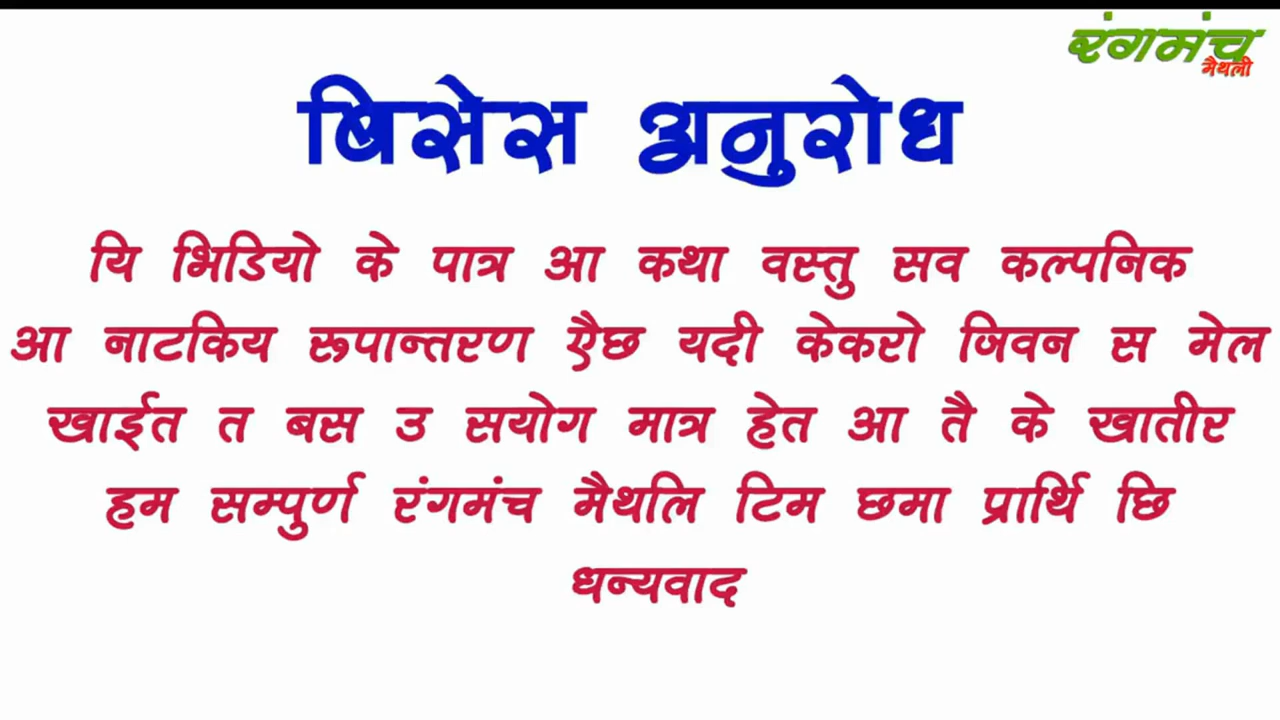 रंगमंच
मैथली
बिसेस अनुरोध
यि भिडियो के पात्र आ कथा वस्तु सव कल्पनिक
आ नाटकिय रूपान्तरण एैछ यदी केकरो जिवन स मेल
खाईत त बस उ सयोग मात्र हेत आ तै के खातीर
हम सम्पुर्ण रंगमंच मैथलि टिम छमा प्रार्थि छि
धन्यवाद